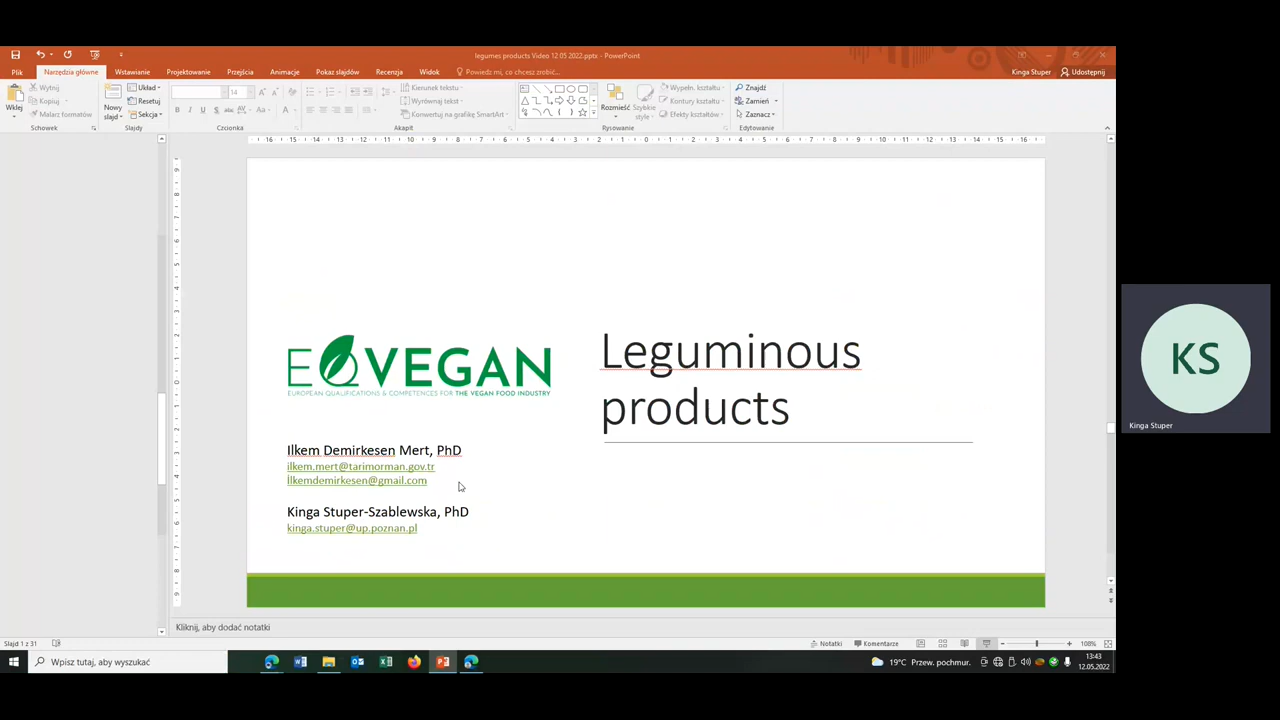 legumes products Video 12 05 2022.pptx - PowerPoint
Plik Narzędzia główne Wstawianie Projektowanie Przejścia Animacje Pokaz slajdów Recenzja Widok Powiedz mi, co chcesz zrobić... Kinga Stuper Udostępnij
Wklej
Wytnij
Kopiuj
Malarz formatów
Schowek
Nowy slajd
Układ
Resetuj
Sekcja
Slajdy
14
Czcionka
Kierunek tekstu
Wyrównaj tekst
Konwertuj na grafikę SmartArt
Akapit
Rozmieść
Szybkie style
Wypełn. kształtu
Kontury kształtu
Efekty kształtów
Rysowanie
Znajdź
Zamień
Zaznacz
Edytowanie
EQVEGAN
EUROPEAN QUALIFICATIONS & COMPETENCES FOR THE VEGAN FOOD INDUSTRY
Leguminous
products
Ilkem Demirkesen Mert, PhD
ilkem.mert@tarimorman.gov.tr
İlkemdemirkesen@gmail.com
Kinga Stuper-Szablewska, PhD
kinga.stuper@up.poznan.pl
KS
Kinga Stuper
Kliknij, aby dodać notatki
Slajd 1 z 31
Notatki Komentarze 108%
Wpisz tutaj, aby wyszukać
19°C Przew. pochmur.
13:43
12.05.2022